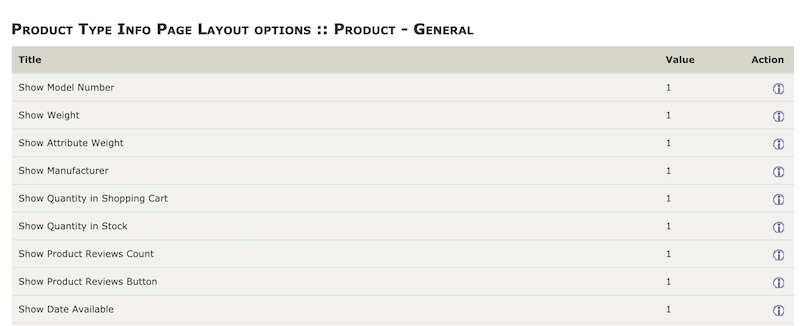 Product Type Info Page Layout options :: Product - General
Title Value Action
Show Model Number 1
Show Weight 1
Show Attribute Weight 1
Show Manufacturer 1
Show Quantity in Shopping Cart 1
Show Quantity in Stock 1
Show Product Reviews Count 1
Show Product Reviews Button 1
Show Date Available 1